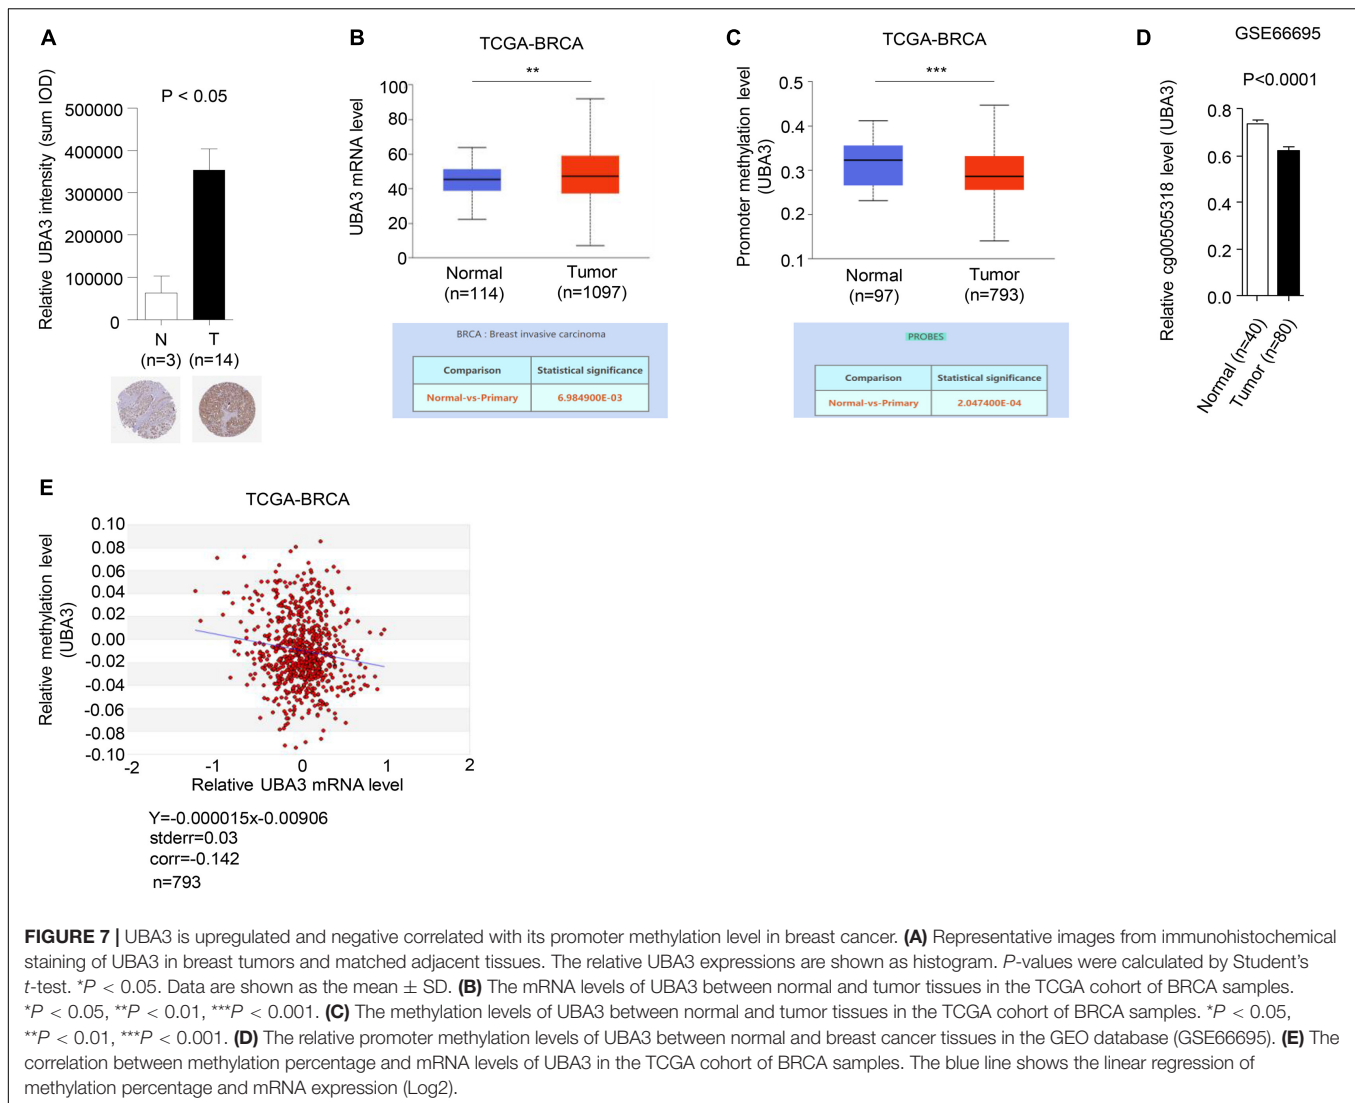 A
P < 0.05
Relative UBA3 intensity (sum IOD)
500000
400000
300000
200000
100000
0
N T
(n=3) (n=14)
B
TCGA-BRCA
**
UBA3 mRNA level
100
80
60
40
20
0
Normal Tumor
(n=114) (n=1097)
BRCA : Breast invasive carcinoma
Comparison Statistical significance
Normal-vs-Primary 6.984900E-03
C
TCGA-BRCA
***
Promoter methylation level
(UBA3)
0.5
0.4
0.3
0.2
0.1
Normal Tumor
(n=97) (n=793)
PROBES
Comparison Statistical significance
Normal-vs-Primary 2.047400E-04
D
GSE66695
P<0.0001
Relative cg00505318 level (UBA3)
0.8
0.6
0.4
0.2
0.0
Normal (n=40)
Tumor (n=80)
E
TCGA-BRCA
Relative methylation level
(UBA3)
0.10
0.08
0.06
0.04
0.02
0.00
-0.02
-0.04
-0.06
-0.08
-0.10
-2 -1 0 1 2
Relative UBA3 mRNA level
Y=-0.000015x-0.00906
stderr=0.03
corr=-0.142
n=793
FIGURE 7 | UBA3 is upregulated and negative correlated with its promoter methylation level in breast cancer. (A) Representative images from immunohistochemical
staining of UBA3 in breast tumors and matched adjacent tissues. The relative UBA3 expressions are shown as histogram. P-values were calculated by Student's
t-test. *P < 0.05. Data are shown as the mean ± SD. (B) The mRNA levels of UBA3 between normal and tumor tissues in the TCGA cohort of BRCA samples.
*P < 0.05, **P < 0.01, ***P < 0.001. (C) The methylation levels of UBA3 between normal and tumor tissues in the TCGA cohort of BRCA samples. *P < 0.05,
**P < 0.01, ***P < 0.001. (D) The relative promoter methylation levels of UBA3 between normal and breast cancer tissues in the GEO database (GSE66695). (E) The
correlation between methylation percentage and mRNA levels of UBA3 in the TCGA cohort of BRCA samples. The blue line shows the linear regression of
methylation percentage and mRNA expression (Log2).